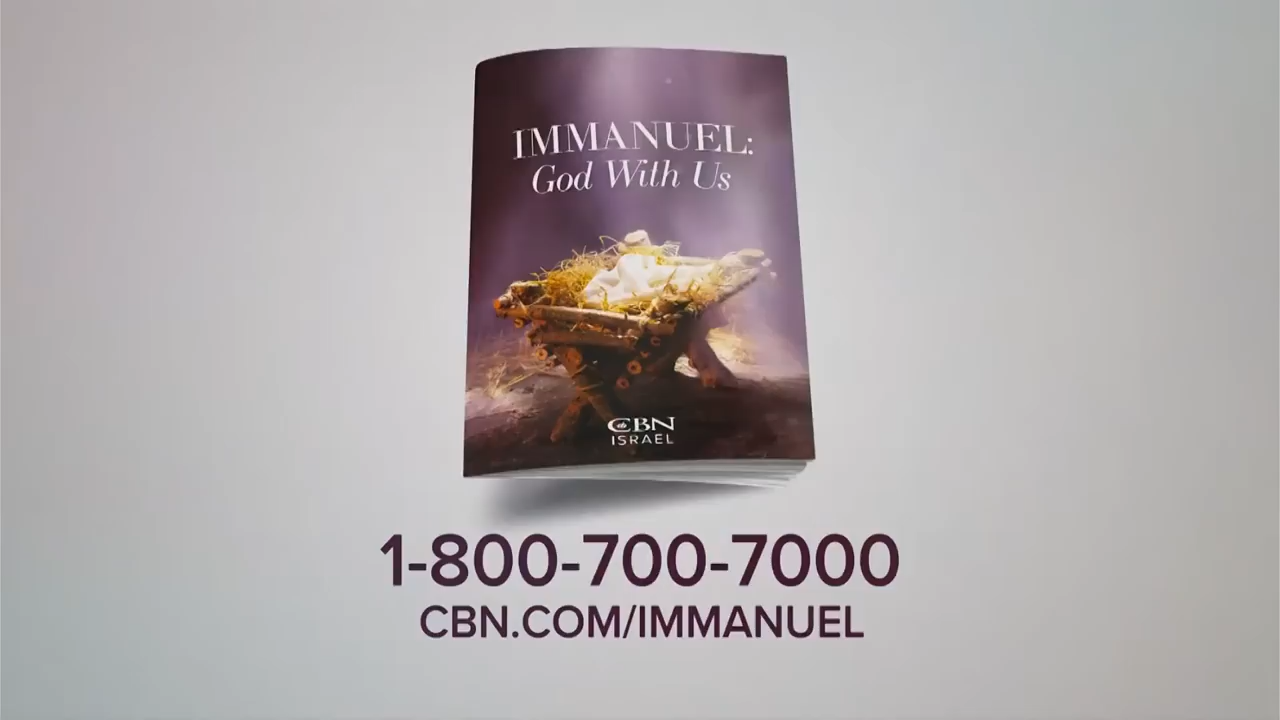 IMMANUEL:
God With Us
CBN
ISRAEL
1-800-700-7000
CBN.COM/IMMANUEL